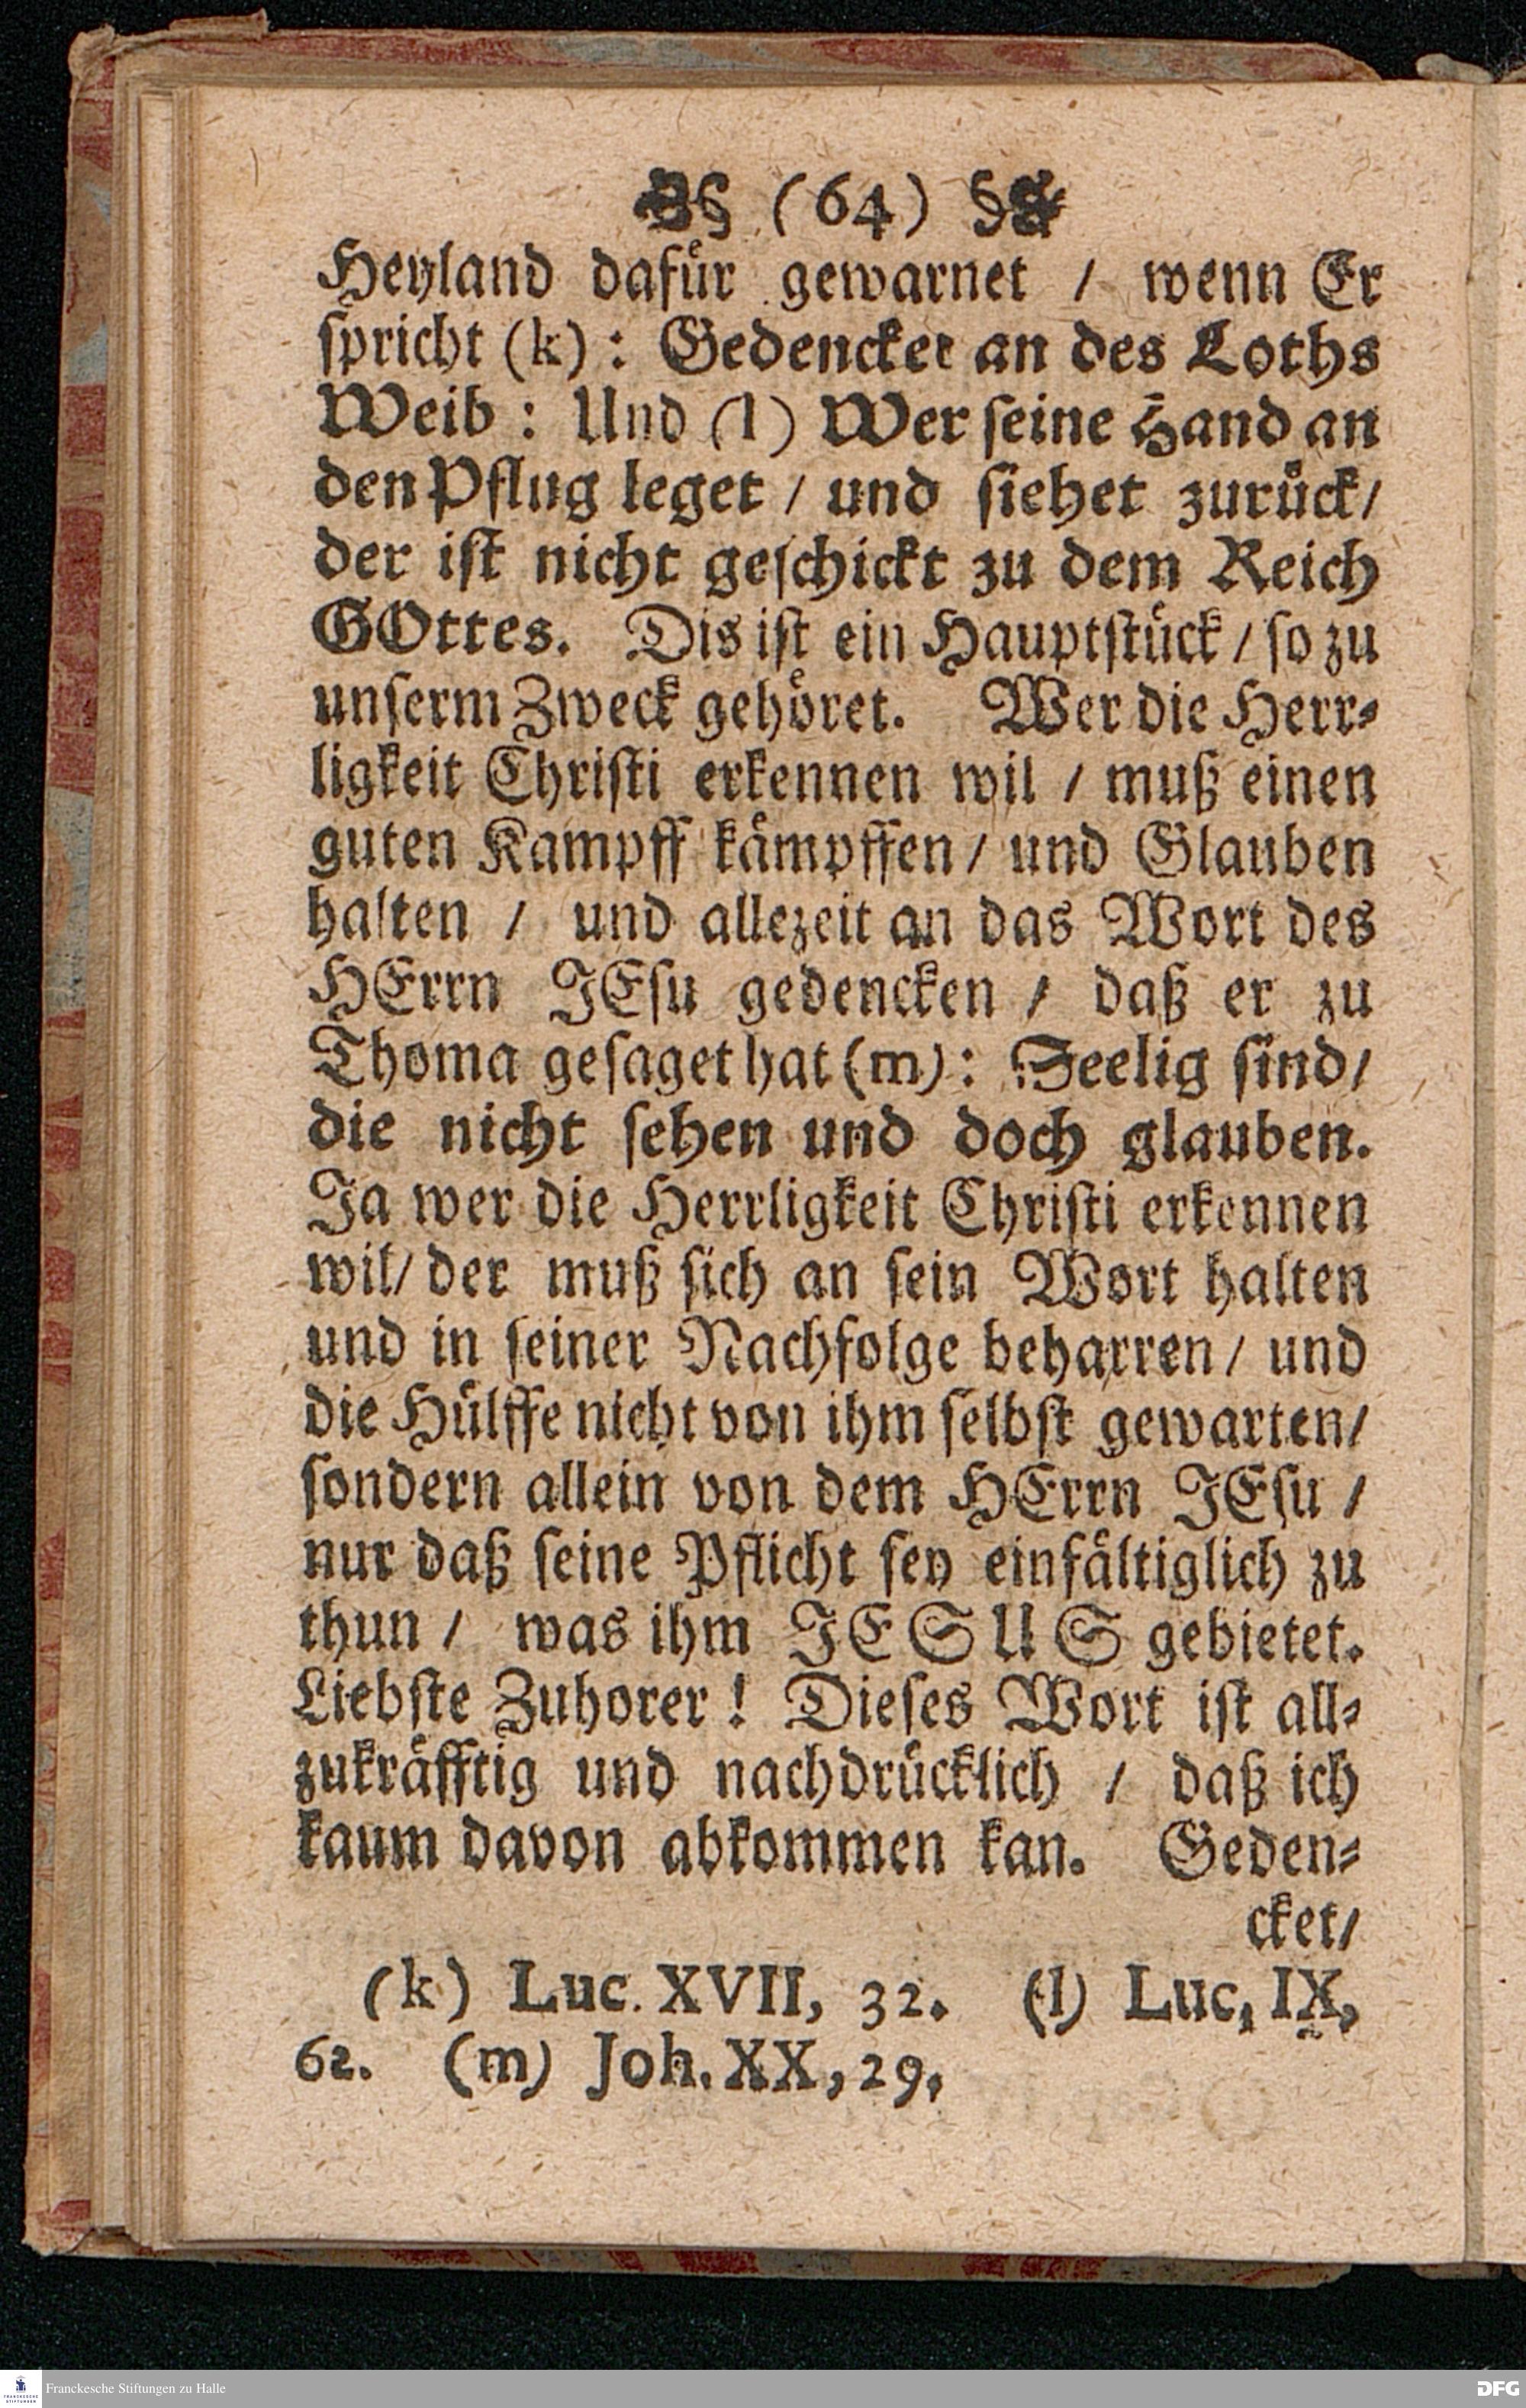 (64)
Heyland dafür gewarnet / wenn Er
spricht (k): Gedencket an des Loths
Weib: Und (l) Wer seine Hand an
den Pflug leget / und siehet zurück/
der ist nicht geschickt zu dem Reich
GOttes. Dis ist ein Hauptstück / so zu
unserm Zweck gehöret. Wer die Herr⸗
ligkeit Christi erkennen wil / muß einen
guten Kampff kämpffen / und Glauben
halten / und allezeit an das Wort des
HErrn JEsu gedencken / daß er zu
Thoma gesaget hat (m): Seelig sind/
die nicht sehen und doch glauben.
Ja wer die Herrligkeit Christi erkennen
wil/ der muß sich an sein Wort halten
und in seiner Nachfolge beharren / und
die Hülffe nicht von ihm selbst gewarten/
sondern allein von dem HErrn JEsu /
nur daß seine Pflicht sey einfältiglich zu
thun / was ihm JESUS gebietet.
Liebste Zuhorer! Dieses Wort ist all⸗
zukräfftig und nachdrücklich / daß ich
kaum davon abkommen kan. Geden⸗
cket/
(k) Luc. XVII, 32. (l) Luc, IX,
62. (m) Joh. XX, 29,
Franckesche Stiftungen zu Halle
DFG